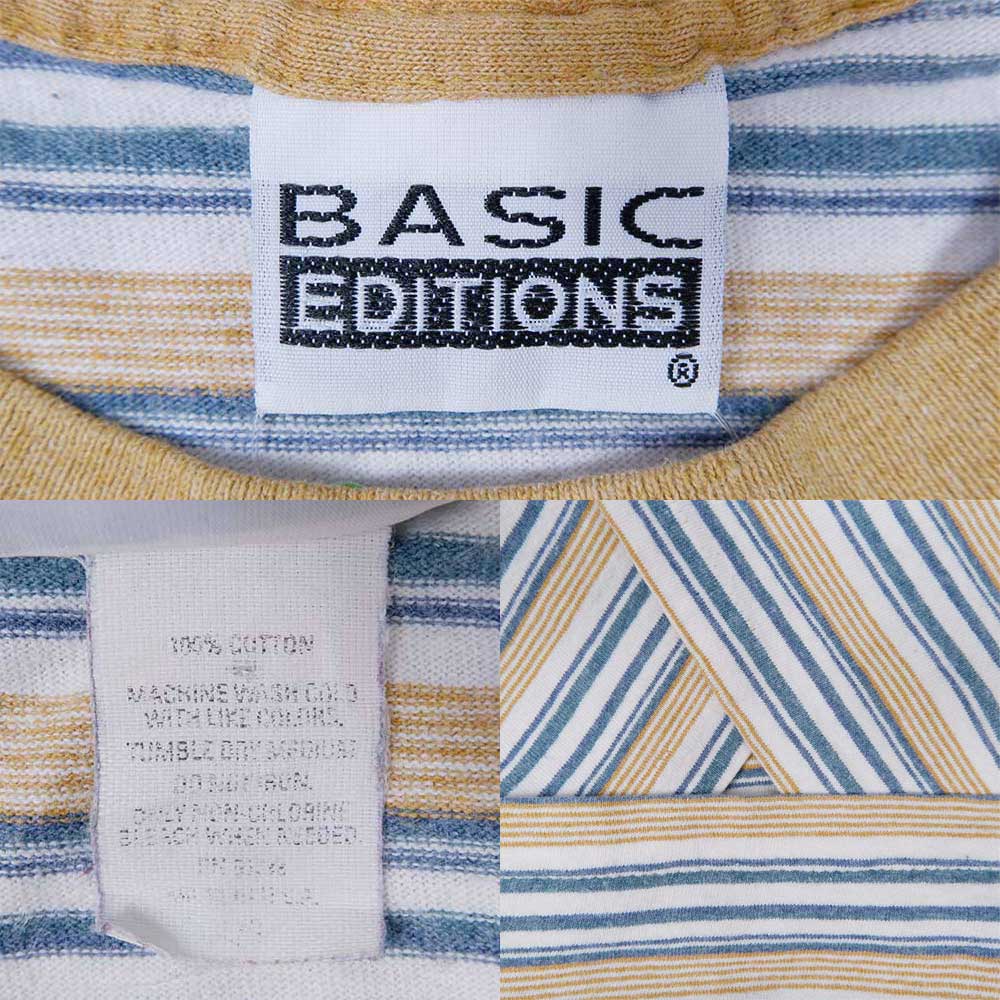 BASIC
EDITIONS
®
100% COTTON
MACHINE WASH COLD
WITH LIKE COLORS.
TUMBLE DRY MEDIUM
DO NOT IRON.
ONLY NON-CHLORINE
BLEACH WHEN NEEDED